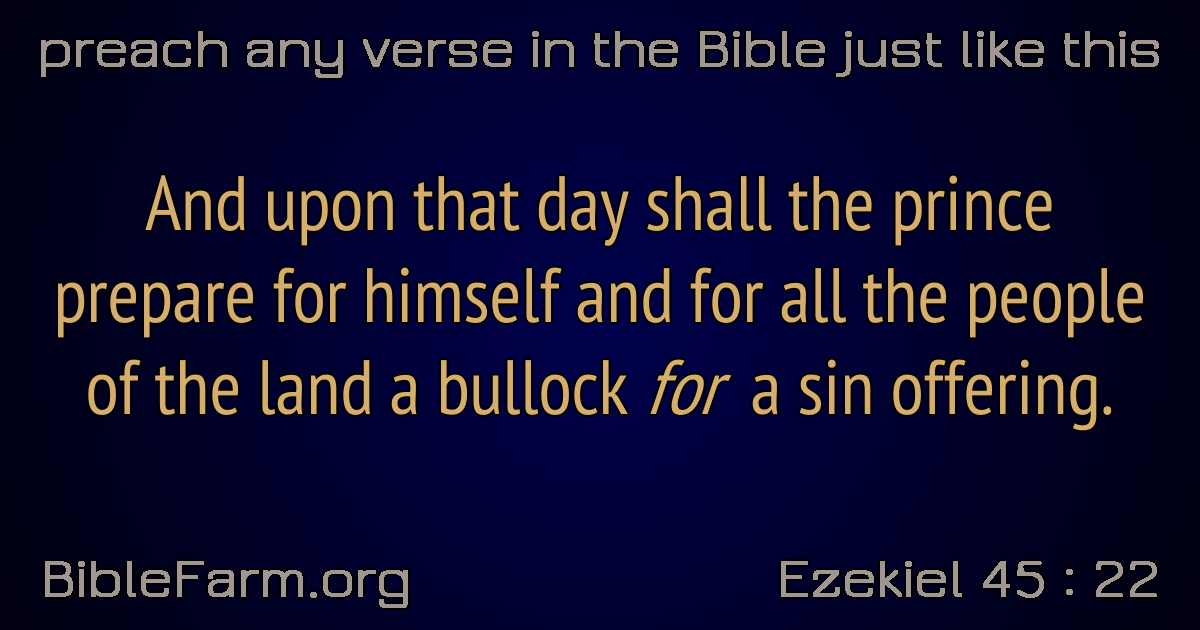 preach any verse in the Bible just like this
And upon that day shall the prince
prepare for himself and for all the people
of the land a bullock for a sin offering.
BibleFarm.org
Ezekiel 45 : 22